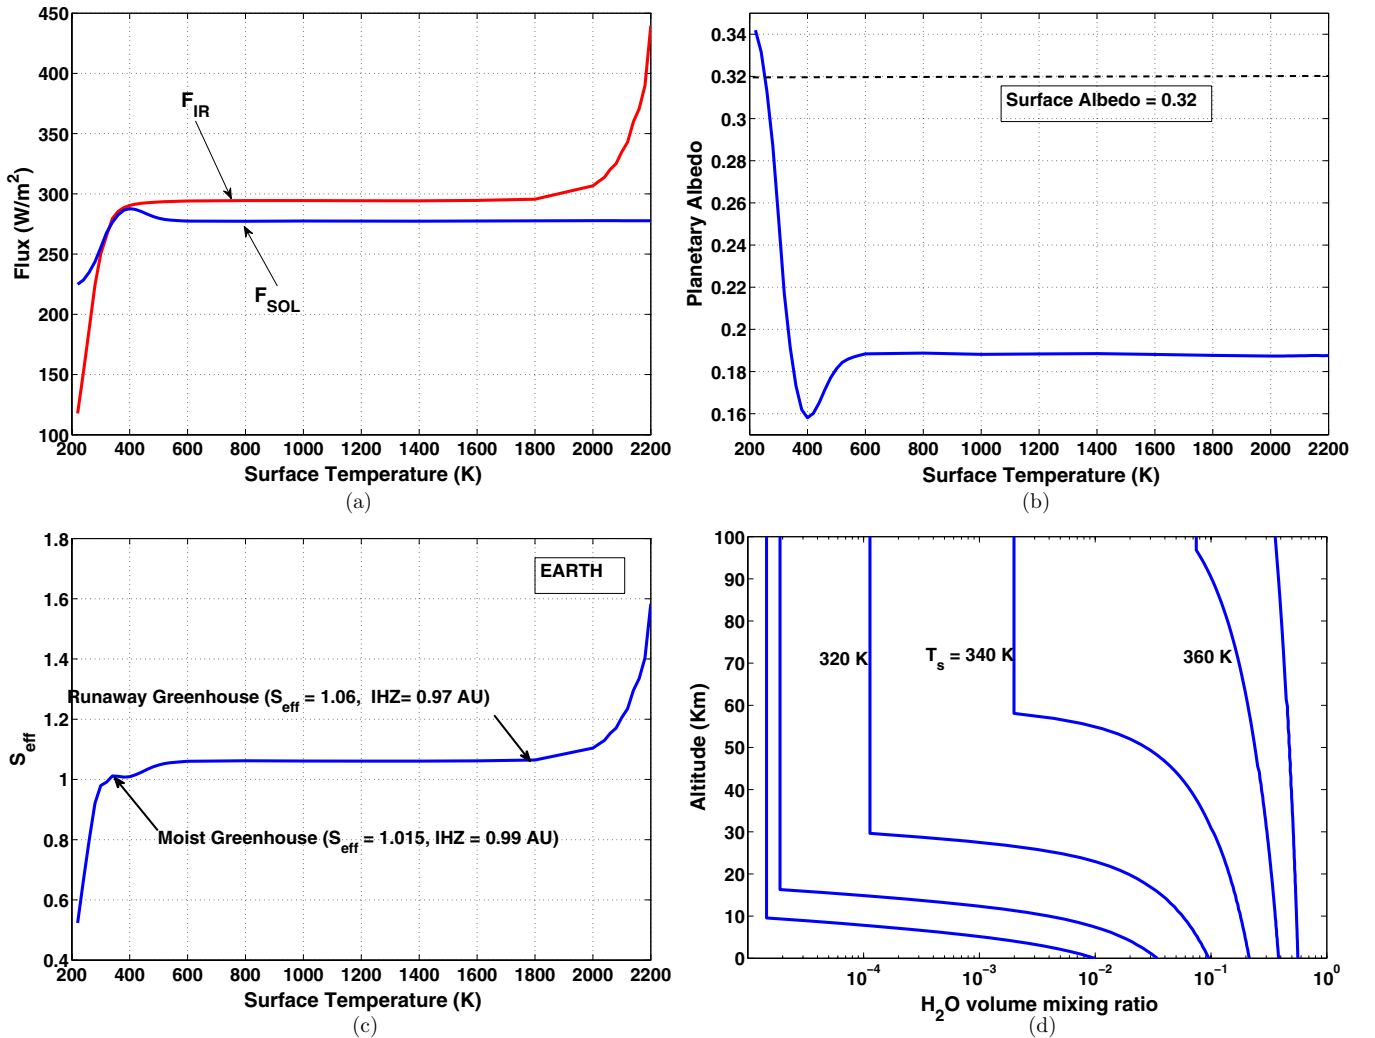 450
400
350
300
250
200
150
100
Flux (W/m²)
F_IR
F_SOL
200 400 600 800 1000 1200 1400 1600 1800 2000 2200
Surface Temperature (K)
(a)
0.34
0.32
0.3
0.28
0.26
0.24
0.22
0.2
0.18
0.16
Planetary Albedo
Surface Albedo = 0.32
200 400 600 800 1000 1200 1400 1600 1800 2000 2200
Surface Temperature (K)
(b)
1.8
1.6
1.4
1.2
1
0.8
0.6
0.4
S_eff
EARTH
Runaway Greenhouse (S_eff = 1.06, IHZ= 0.97 AU)
Moist Greenhouse (S_eff = 1.015, IHZ = 0.99 AU)
200 400 600 800 1000 1200 1400 1600 1800 2000 2200
Surface Temperature (K)
(c)
100
90
80
70
60
50
40
30
20
10
0
Altitude (Km)
320 K
T_s = 340 K
360 K
10⁻⁴ 10⁻³ 10⁻² 10⁻¹ 10⁰
H₂O volume mixing ratio
(d)